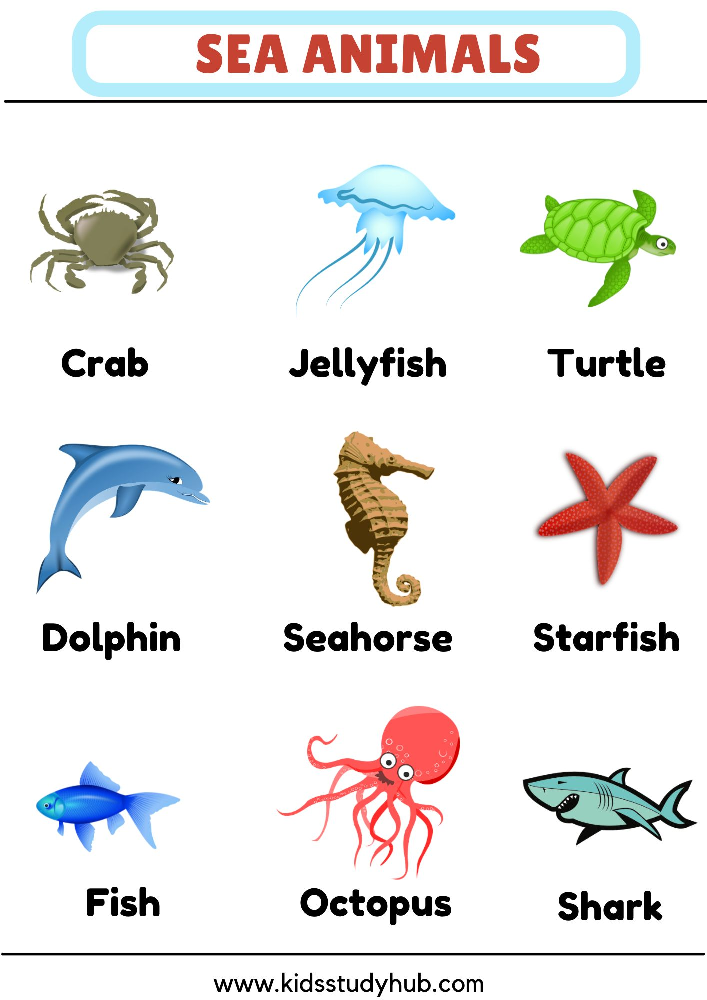 SEA ANIMALS
Crab
Jellyfish
Turtle
Dolphin
Seahorse
Starfish
Fish
Octopus
Shark
www.kidsstudyhub.com